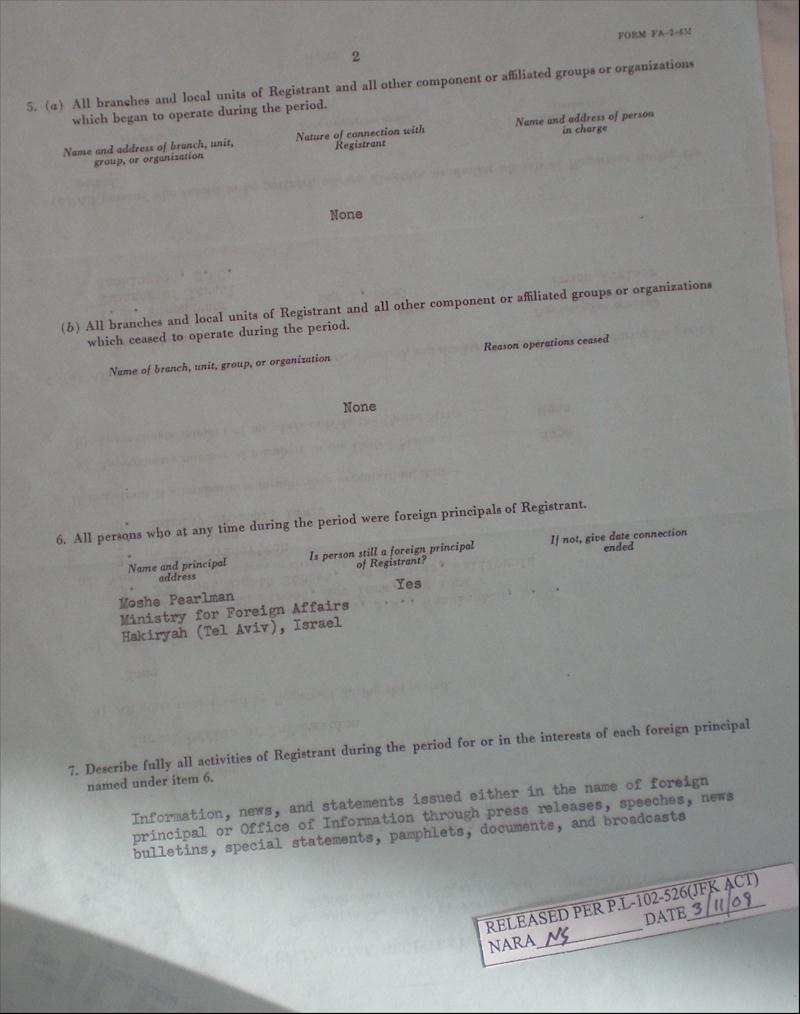 FORM FA-2-4M
2
5. (a) All branches and local units of Registrant and all other component or affiliated groups or organizations
which began to operate during the period.
Name and address of branch, unit,
group, or organization
Nature of connection with
Registrant
Name and address of person
in charge
None
(b) All branches and local units of Registrant and all other component or affiliated groups or organizations
which ceased to operate during the period.
Name of branch, unit, group, or organization
Reason operations ceased
None
6. All persons who at any time during the period were foreign principals of Registrant.
Name and principal
address
Is person still a foreign principal
of Registrant?
If not, give date connection
ended
Moshe Pearlman
Yes
Ministry for Foreign Affairs
Hakiryah (Tel Aviv), Israel
7. Describe fully all activities of Registrant during the period for or in the interests of each foreign principal
named under item 6.
Information, news, and statements issued either in the name of foreign
principal or Office of Information through press releases, speeches, news
bulletins, special statements, pamphlets, documents, and broadcasts
RELEASED PER P.L-102-526(JFK ACT)
NARA NS DATE 3/11/09